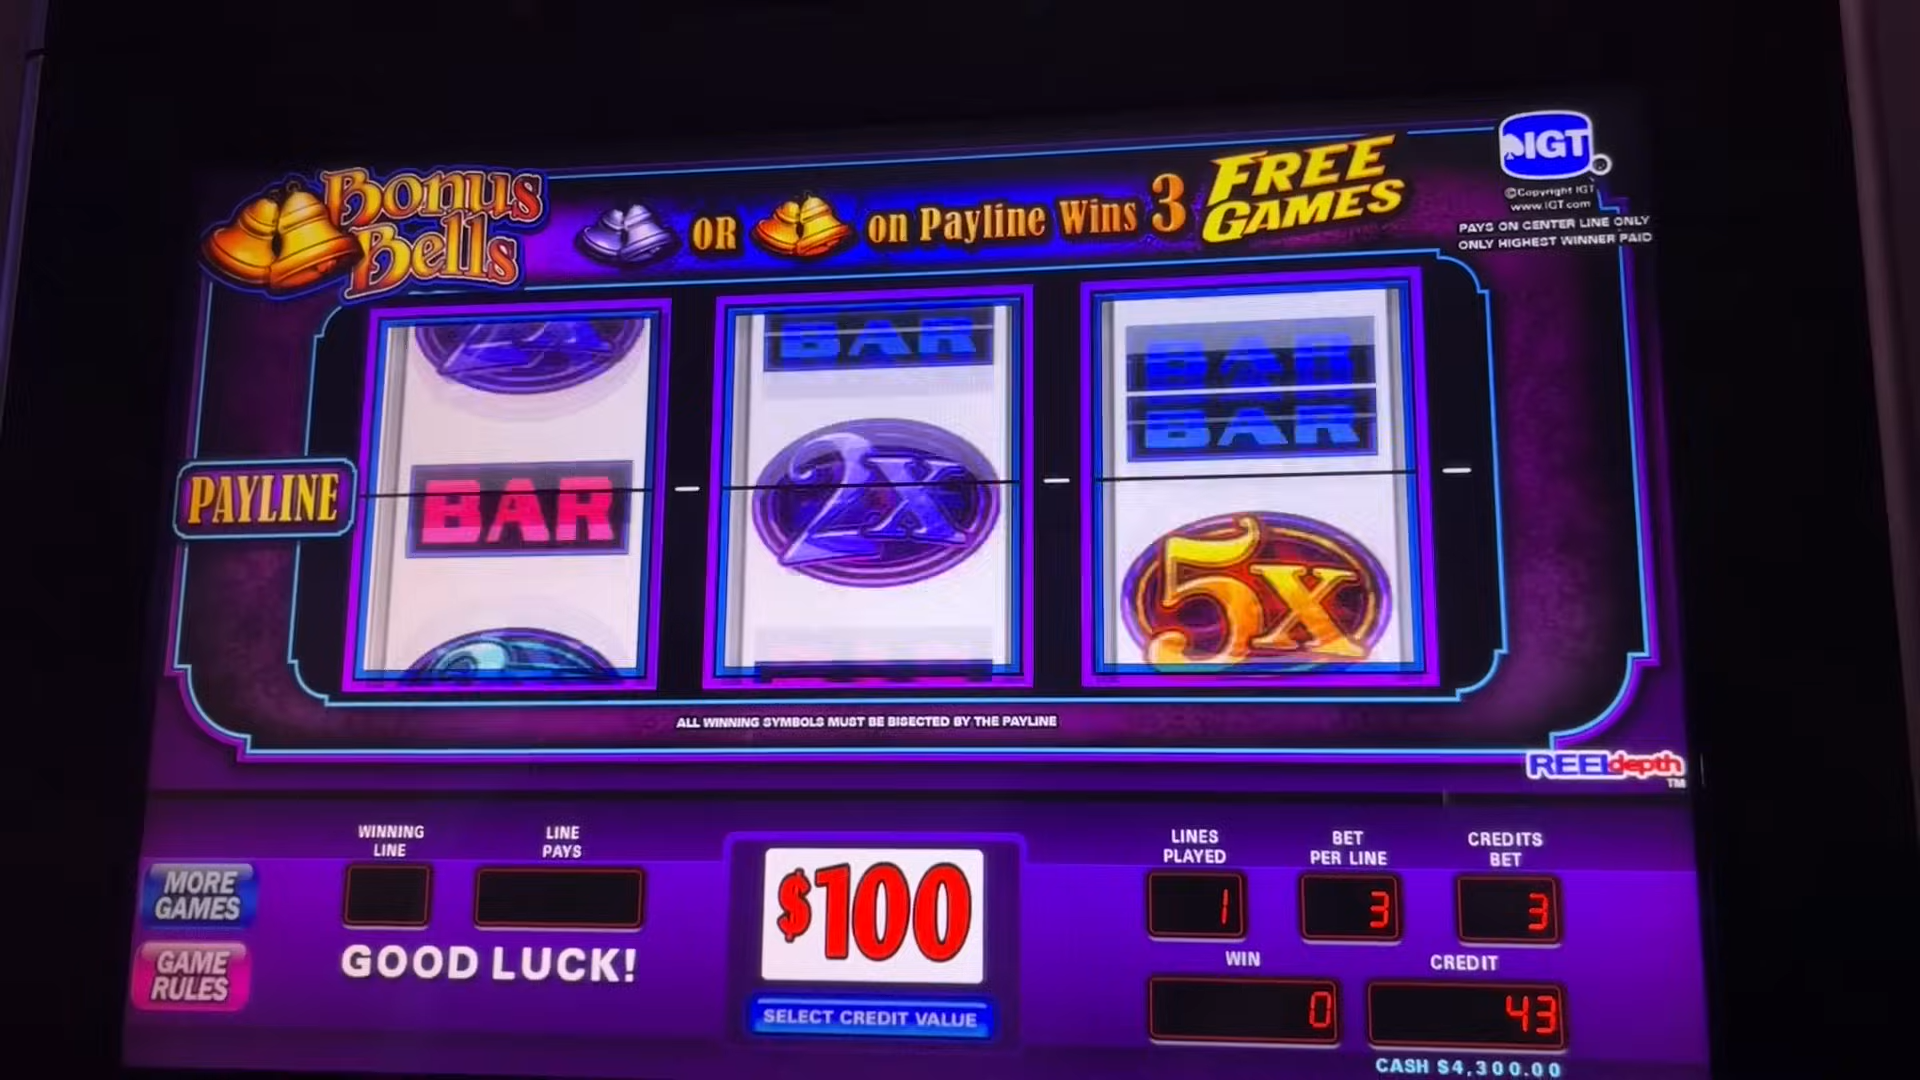 Bonus
Bells
OR
on Payline Wins 3
FREE
GAMES
IGT
©Copyright IGT
www.IGT.com
PAYS ON CENTER LINE ONLY
ONLY HIGHEST WINNER PAID
2X
BAR
BAR
BAR
PAYLINE
BAR
2X
5X
ALL WINNING SYMBOLS MUST BE BISECTED BY THE PAYLINE
REELdepth™
WINNING
LINE
LINE
PAYS
MORE
GAMES
GAME
RULES
GOOD LUCK!
$100
SELECT CREDIT VALUE
LINES
PLAYED
BET
PER LINE
CREDITS
BET
1
3
3
WIN
CREDIT
0
43
CASH $4,300.00